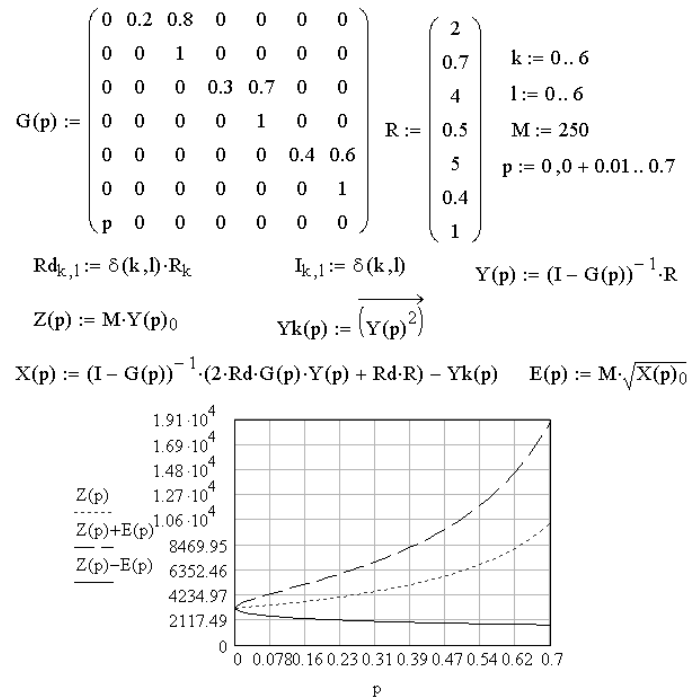 G(p) :=
0 0.2 0.8 0 0 0 0
0 0 1 0 0 0 0
0 0 0 0.3 0.7 0 0
0 0 0 0 1 0 0
0 0 0 0 0 0.4 0.6
0 0 0 0 0 0 1
p 0 0 0 0 0 0
R :=
2
0.7
4
0.5
5
0.4
1
k := 0 .. 6
l := 0 .. 6
M := 250
p := 0 , 0 + 0.01 .. 0.7
Rd_{k,l} := δ(k,l)·R_k
I_{k,l} := δ(k,l)
Y(p) := (I − G(p))^{−1}·R
Z(p) := M·Y(p)_0
Yk(p) := \overrightarrow{(Y(p)^2)}
X(p) := (I − G(p))^{−1}·(2·Rd·G(p)·Y(p) + Rd·R) − Yk(p)
E(p) := M·√X(p)_0
1.91·10^4
1.69·10^4
1.48·10^4
1.27·10^4
1.06·10^4
8469.95
6352.46
4234.97
2117.49
0
Z(p)
Z(p)+E(p)
Z(p)−E(p)
0 0.078 0.16 0.23 0.31 0.39 0.47 0.54 0.62 0.7
p